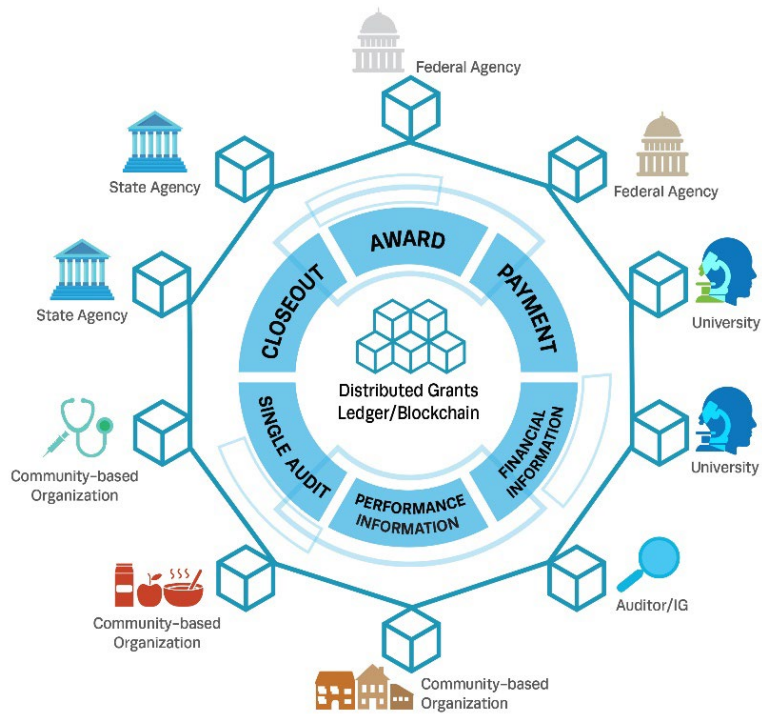 Federal Agency
State Agency
Federal Agency
AWARD
CLOSEOUT
PAYMENT
State Agency
University
Distributed Grants
Ledger/Blockchain
SINGLE AUDIT
FINANCIAL
INFORMATION
PERFORMANCE
INFORMATION
Community-based
Organization
University
Auditor/IG
Community-based
Organization
Community-based
Organization